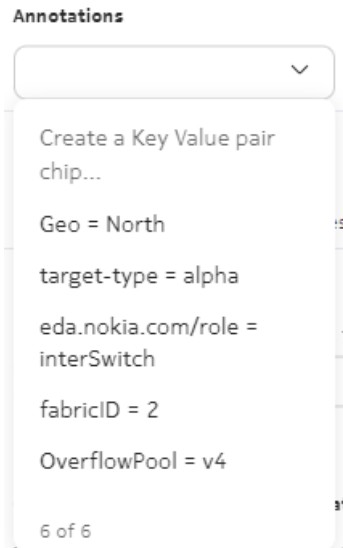 Annotations
Create a Key Value pair
chip...
Geo = North
target-type = alpha
eda.nokia.com/role =
interSwitch
fabricID = 2
OverflowPool = v4
6 of 6